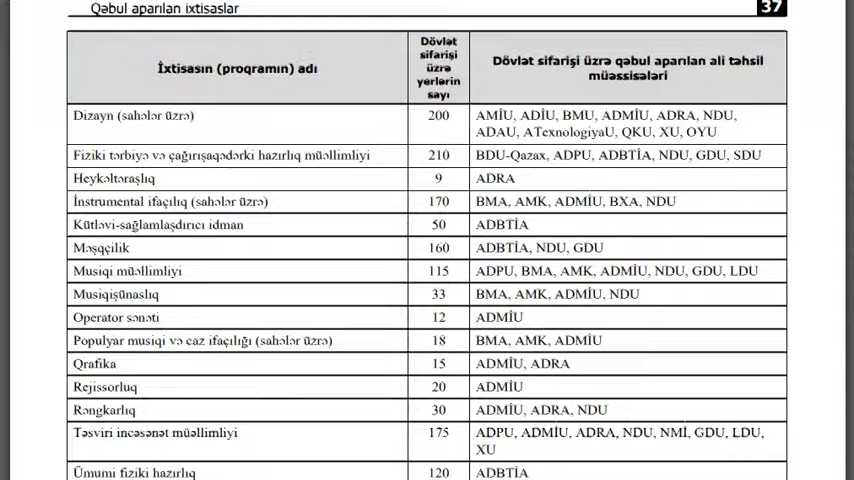 Qəbul aparılan ixtisaslar 37
İxtisasın (proqramın) adı
Dövlət
sifarişi
üzrə
yerlərin
sayı
Dövlət sifarişi üzrə qəbul aparılan ali təhsil
müəssisələri
Dizayn (sahələr üzrə) 200 AMİU, ADİU, BMU, ADMİU, ADRA, NDU,
ADAU, ATexnologiyaU, QKU, XU, OYU
Fiziki tərbiyə və çağırışaqədərki hazırlıq müəllimliyi 210 BDU-Qazax, ADPU, ADBTİA, NDU, GDU, SDU
Heykəltəraşlıq 9 ADRA
İnstrumental ifaçılıq (sahələr üzrə) 170 BMA, AMK, ADMİU, BXA, NDU
Kütləvi-sağlamlaşdırıcı idman 50 ADBTİA
Məşqçilik 160 ADBTİA, NDU, GDU
Musiqi müəllimliyi 115 ADPU, BMA, AMK, ADMİU, NDU, GDU, LDU
Musiqişünaslıq 33 BMA, AMK, ADMİU, NDU
Operator sənəti 12 ADMİU
Populyar musiqi və caz ifaçılığı (sahələr üzrə) 18 BMA, AMK, ADMİU
Qrafika 15 ADMİU, ADRA
Rejissorluq 20 ADMİU
Rəngkarlıq 30 ADMİU, ADRA, NDU
Təsviri incəsənət müəllimliyi 175 ADPU, ADMİU, ADRA, NDU, NMİ, GDU, LDU,
XU
Ümumi fiziki hazırlıq 120 ADBTİA